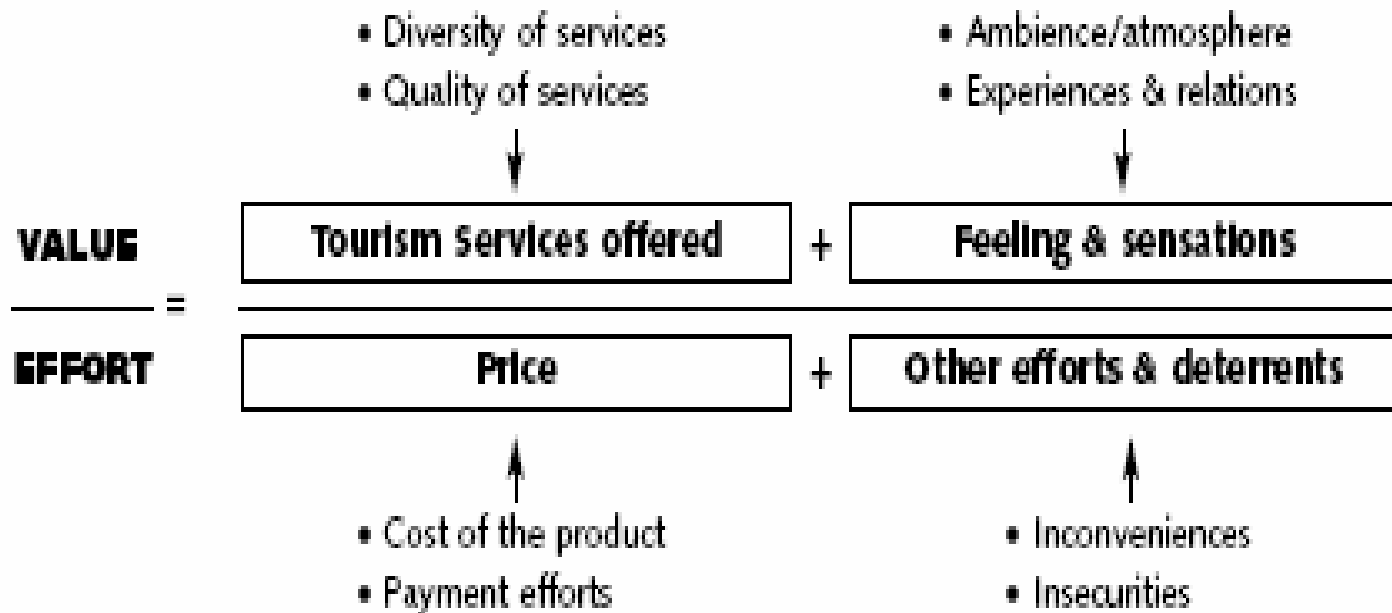 • Diversity of services
• Quality of services
• Ambience/atmosphere
• Experiences & relations
VALUE
EFFORT
=
Tourism Services offered + Feeling & sensations
Price + Other efforts & deterrents
• Cost of the product
• Payment efforts
• Inconveniences
• Insecurities